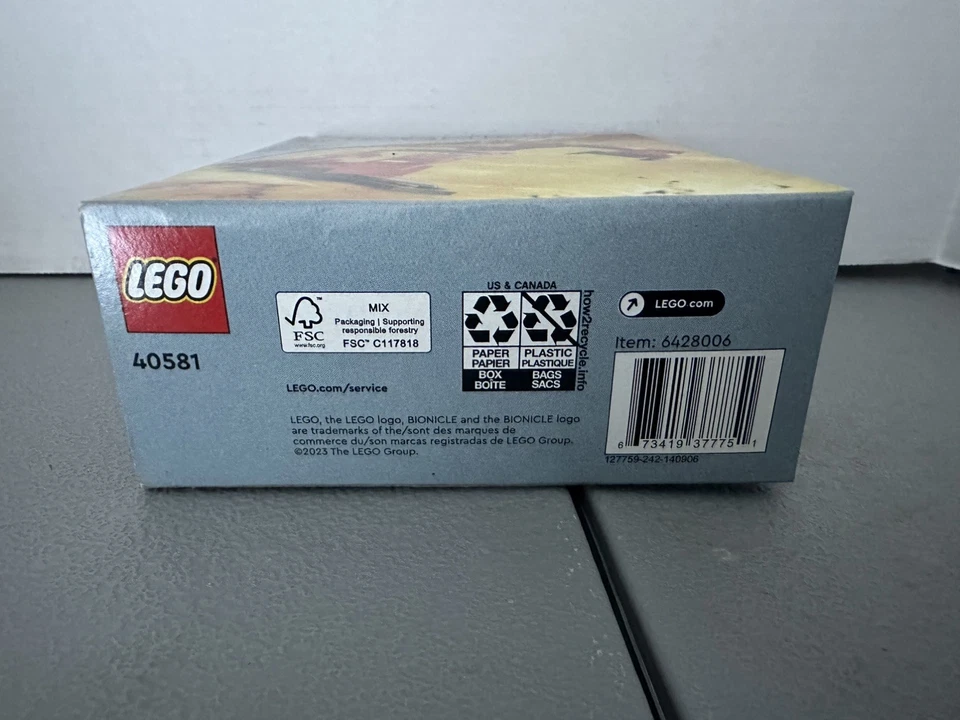 LEGO
40581
FSC™
www.fsc.org
MIX
Packaging | Supporting
responsible forestry
FSC™ C117818
LEGO.com/service
US & CANADA
PAPER
PAPIER
BOX
BOÎTE
PLASTIC
PLASTIQUE
BAGS
SACS
how2recycle.info
LEGO, the LEGO logo, BIONICLE and the BIONICLE logo
are trademarks of the/sont des marques de
commerce du/son marcas registradas de LEGO Group.
©2023 The LEGO Group.
LEGO.com
Item: 6428006
6 73419 37775 1
127759-242-140906